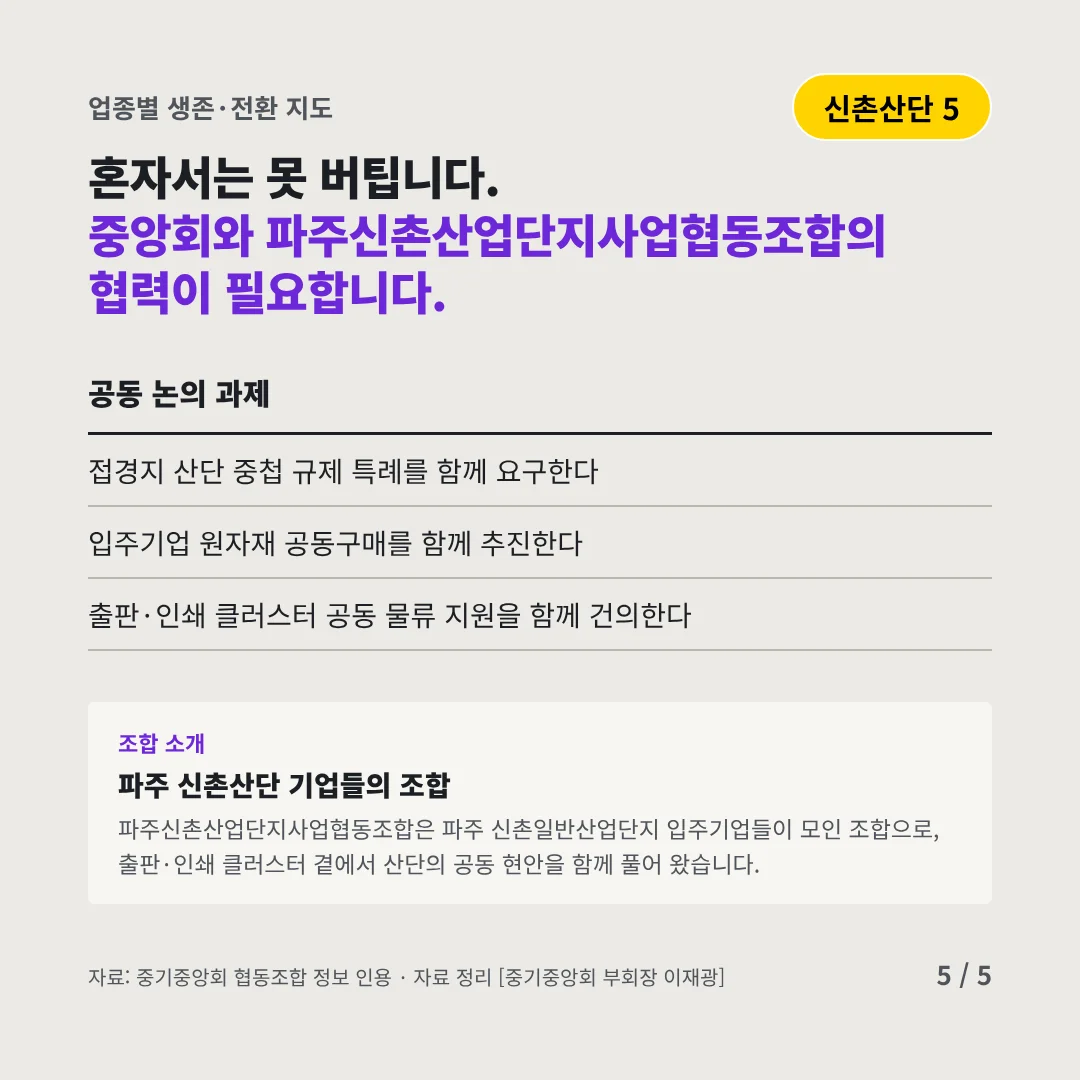 업종별 생존·전환 지도
신촌산단 5
혼자서는 못 버팁니다.
중앙회와 파주신촌산업단지사업협동조합의
협력이 필요합니다.
공동 논의 과제
접경지 산단 중첩 규제 특례를 함께 요구한다
입주기업 원자재 공동구매를 함께 추진한다
출판·인쇄 클러스터 공동 물류 지원을 함께 건의한다
조합 소개
파주 신촌산단 기업들의 조합
파주신촌산업단지사업협동조합은 파주 신촌일반산업단지 입주기업들이 모인 조합으로,
출판·인쇄 클러스터 곁에서 산단의 공동 현안을 함께 풀어 왔습니다.
자료: 중기중앙회 협동조합 정보 인용 · 자료 정리 [중기중앙회 부회장 이재광]
5 / 5